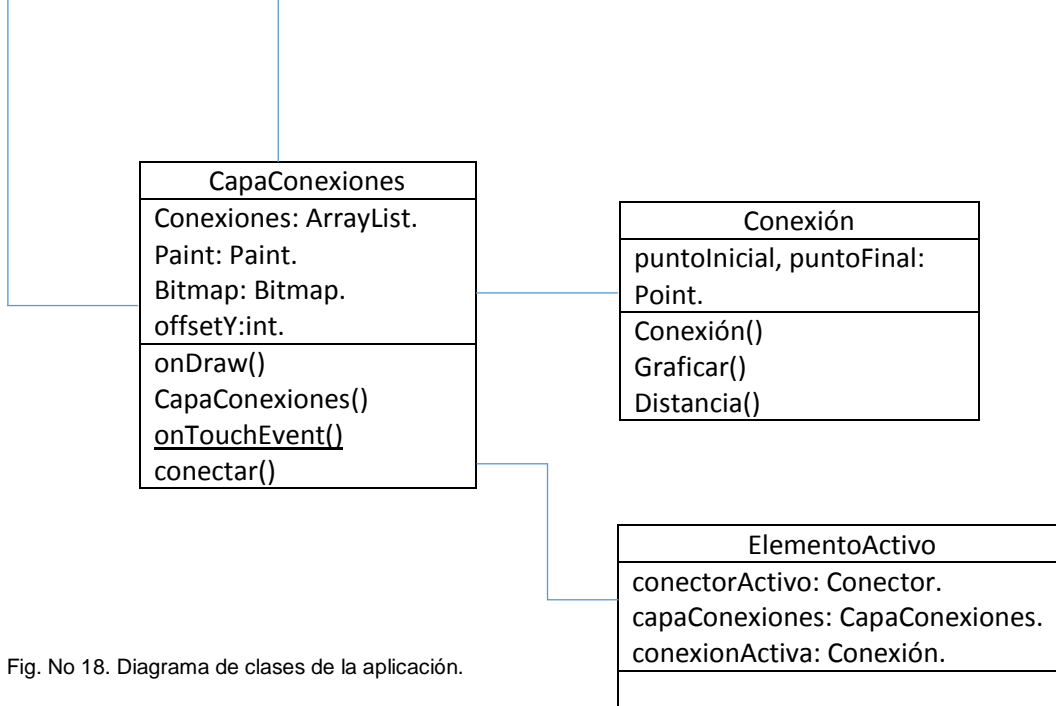 CapaConexiones
Conexiones: ArrayList.
Paint: Paint.
Bitmap: Bitmap.
offsetY:int.
onDraw()
CapaConexiones()
onTouchEvent()
conectar()
Conexión
puntoInicial, puntoFinal:
Point.
Conexión()
Graficar()
Distancia()
ElementoActivo
conectorActivo: Conector.
capaConexiones: CapaConexiones.
conexionActiva: Conexión.
Fig. No 18. Diagrama de clases de la aplicación.